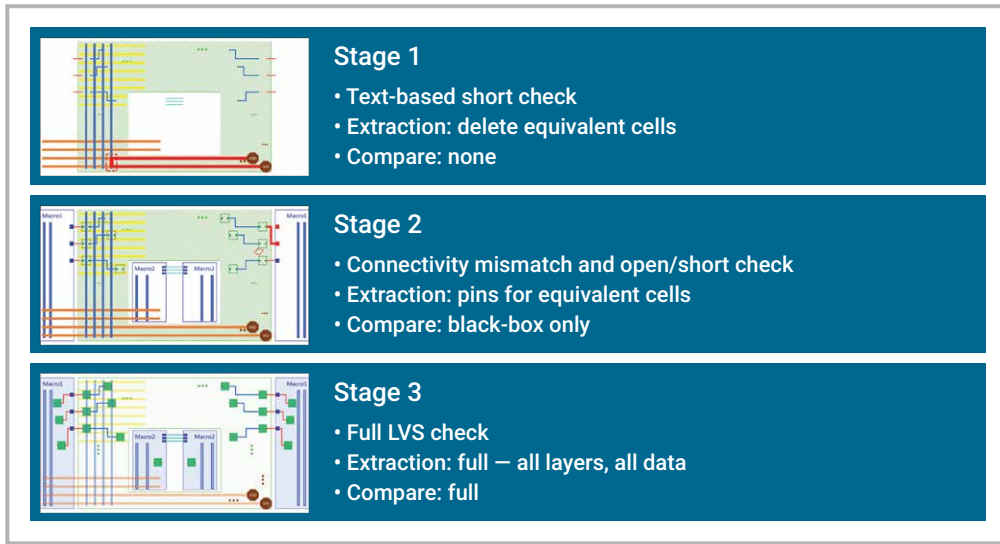 Stage 1
• Text-based short check
• Extraction: delete equivalent cells
• Compare: none
Macro1
Macro1
Macro2
Macro2
Stage 2
• Connectivity mismatch and open/short check
• Extraction: pins for equivalent cells
• Compare: black-box only
Macro1
Macro1
Macro2
Macro2
Stage 3
• Full LVS check
• Extraction: full — all layers, all data
• Compare: full